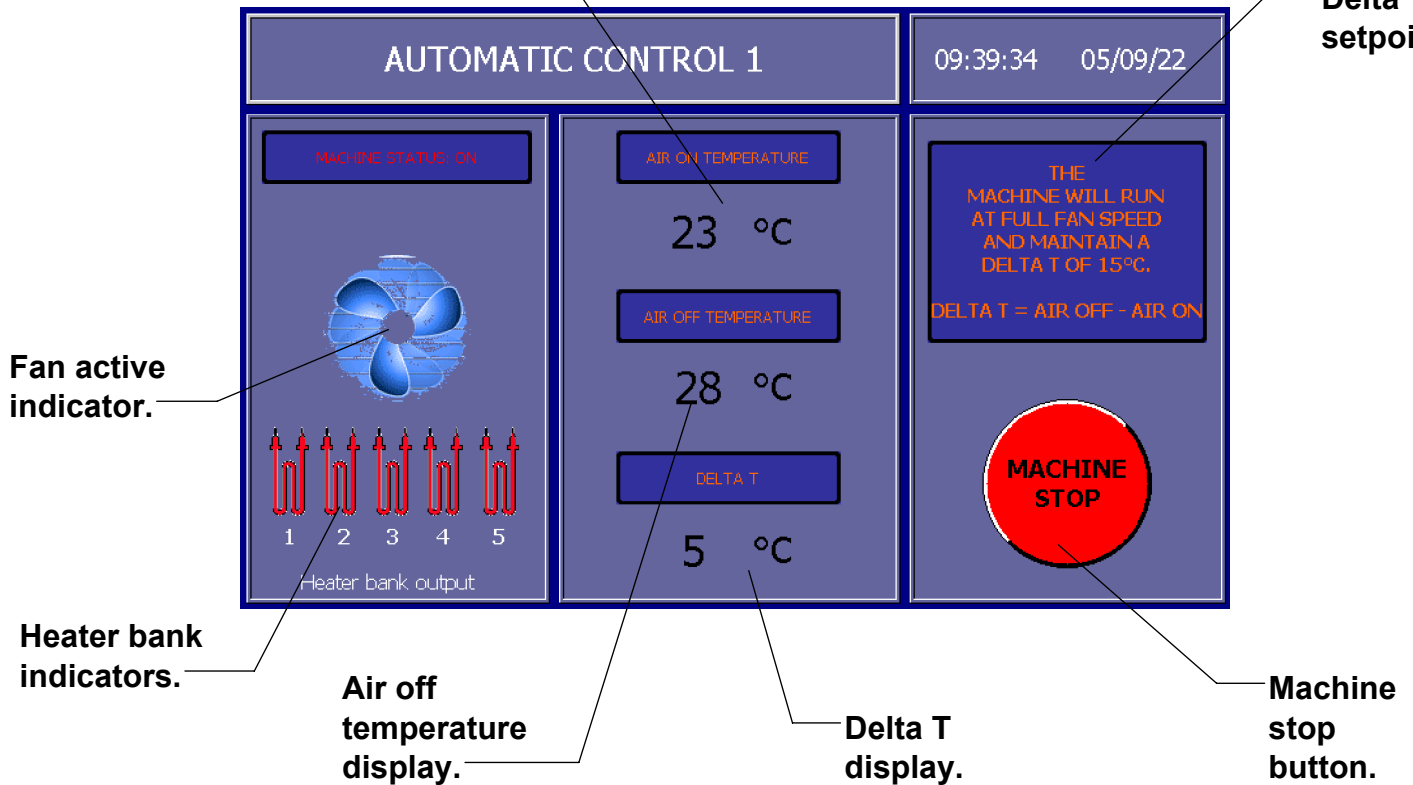 Delta
setpoi
AUTOMATIC CONTROL 1
09:39:34 05/09/22
MACHINE STATUS: ON
AIR ON TEMPERATURE
23 °C
AIR OFF TEMPERATURE
28 °C
DELTA T
5 °C
THE
MACHINE WILL RUN
AT FULL FAN SPEED
AND MAINTAIN A
DELTA T OF 15°C.
DELTA T = AIR OFF - AIR ON
MACHINE
STOP
1 2 3 4 5
Heater bank output
Fan active
indicator.
Heater bank
indicators.
Air off
temperature
display.
Delta T
display.
Machine
stop
button.